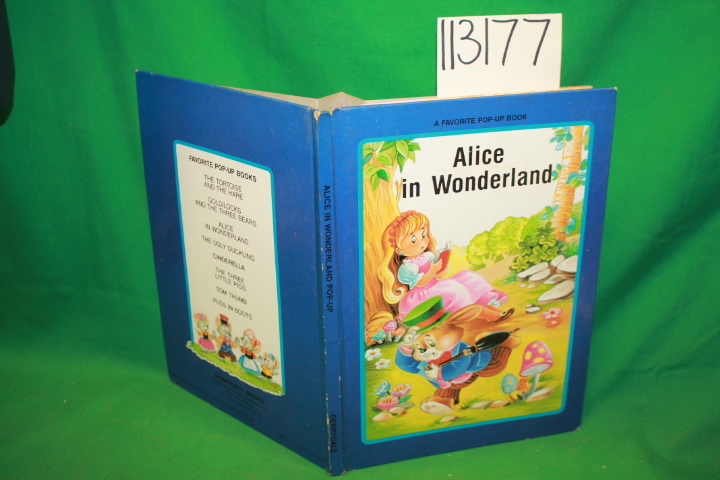 113177
A FAVORITE POP-UP BOOK
Alice
in Wonderland
ALICE IN WONDERLAND POP-UP
FAVORITE POP-UP BOOKS
THE TORTOISE
AND THE HARE
GOLDILOCKS
AND THE THREE BEARS
ALICE
IN WONDERLAND
THE UGLY DUCKLING
CINDERELLA
THE THREE
LITTLE PIGS
TOM THUMB
PUSS-IN-BOOTS